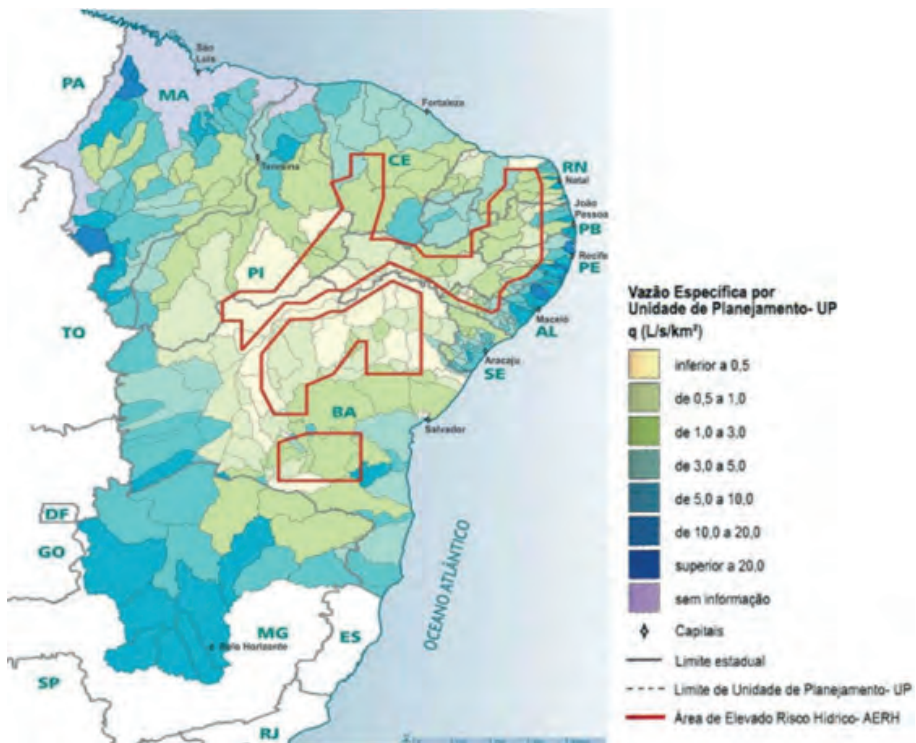 São
Luís
PA
MA
Fortaleza
CE
Teresina
RN
Natal
João
Pessoa
PB
Recife
PE
PI
TO
Maceió
AL
Aracaju
SE
BA
Salvador
DF
GO
OCEANO ATLÂNTICO
MG
ES
Belo Horizonte
SP
RJ
Vazão Específica por
Unidade de Planejamento- UP
q (L/s/km²)
inferior a 0,5
de 0,5 a 1,0
de 1,0 a 3,0
de 3,0 a 5,0
de 5,0 a 10,0
de 10,0 a 20,0
superior a 20,0
sem informação
Capitais
Limite estadual
Limite de Unidade de Planejamento- UP
Área de Elevado Risco Hídrico- AERH